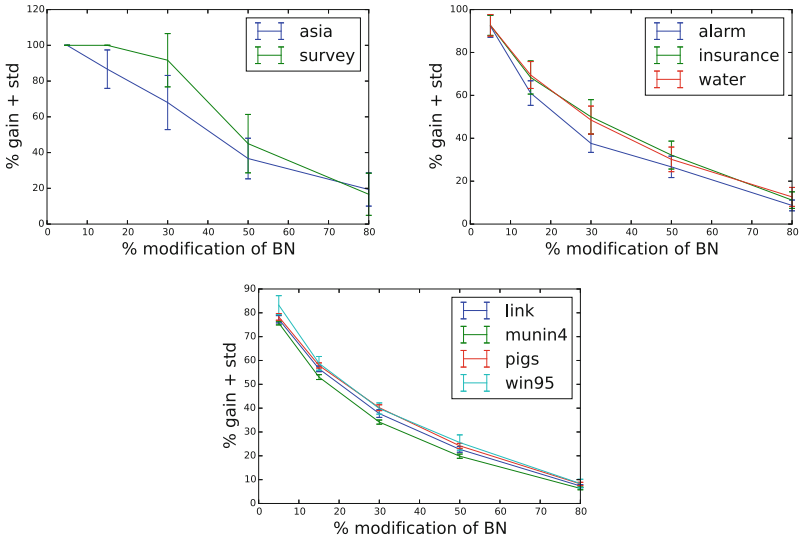 120
100
80
60
40
20
0
% gain + std
asia
survey
0 10 20 30 40 50 60 70 80
% modification of BN
100
80
60
40
20
0
% gain + std
alarm
insurance
water
0 10 20 30 40 50 60 70 80
% modification of BN
90
80
70
60
50
40
30
20
10
0
% gain + std
link
munin4
pigs
win95
0 10 20 30 40 50 60 70 80
% modification of BN